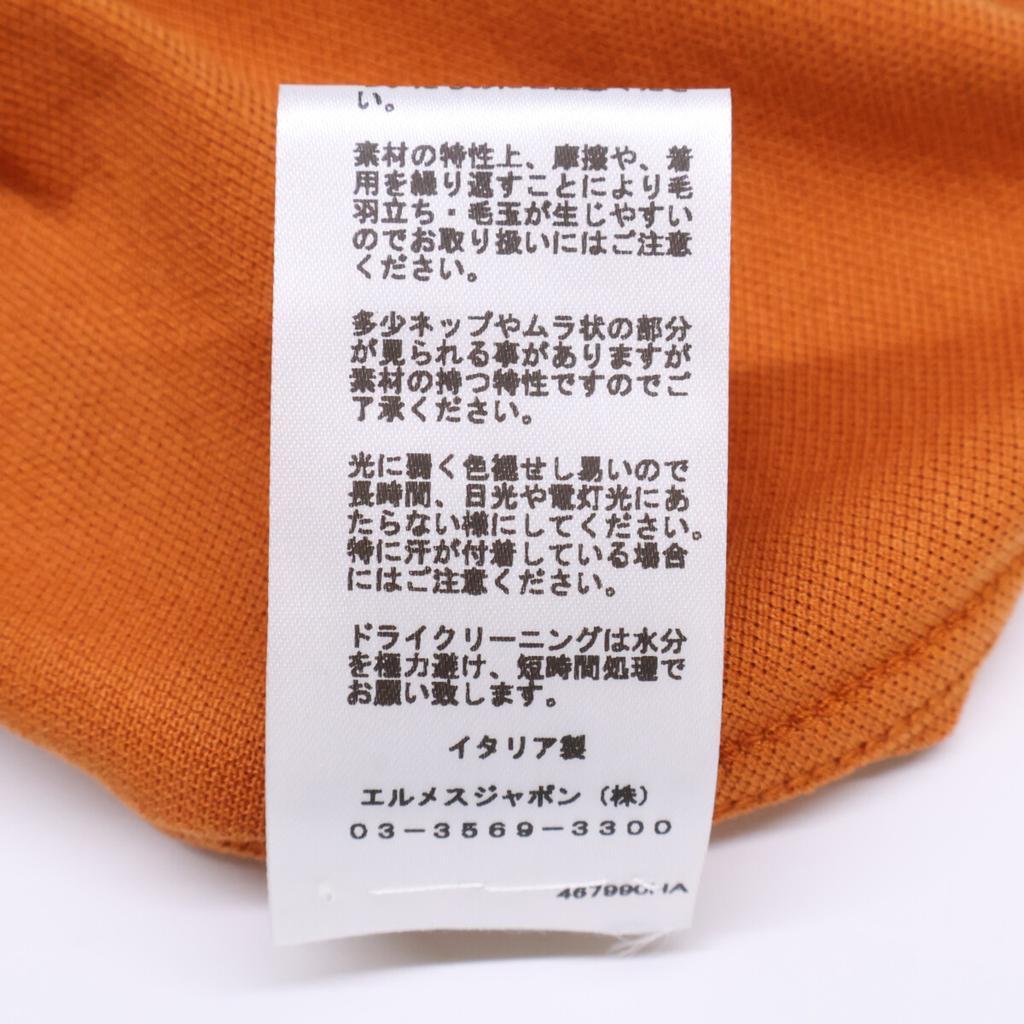 い。
素材の特性上、摩擦や、着
用を繰り返すことにより毛
羽立ち・毛玉が生じやすい
のでお取り扱いにはご注意
ください。
多少ネップやムラ状の部分
が見られる事がありますが
素材の持つ特性ですのでご
了承ください。
光に弱く色褪せし易いので
長時間、日光や電灯光にあ
たらない様にしてください。
特に汗が付着している場合
にはご注意ください。
ドライクリーニングは水分
を極力避け、短時間処理で
お願い致します。
イタリア製
エルメスジャポン（株）
03-3569-3300